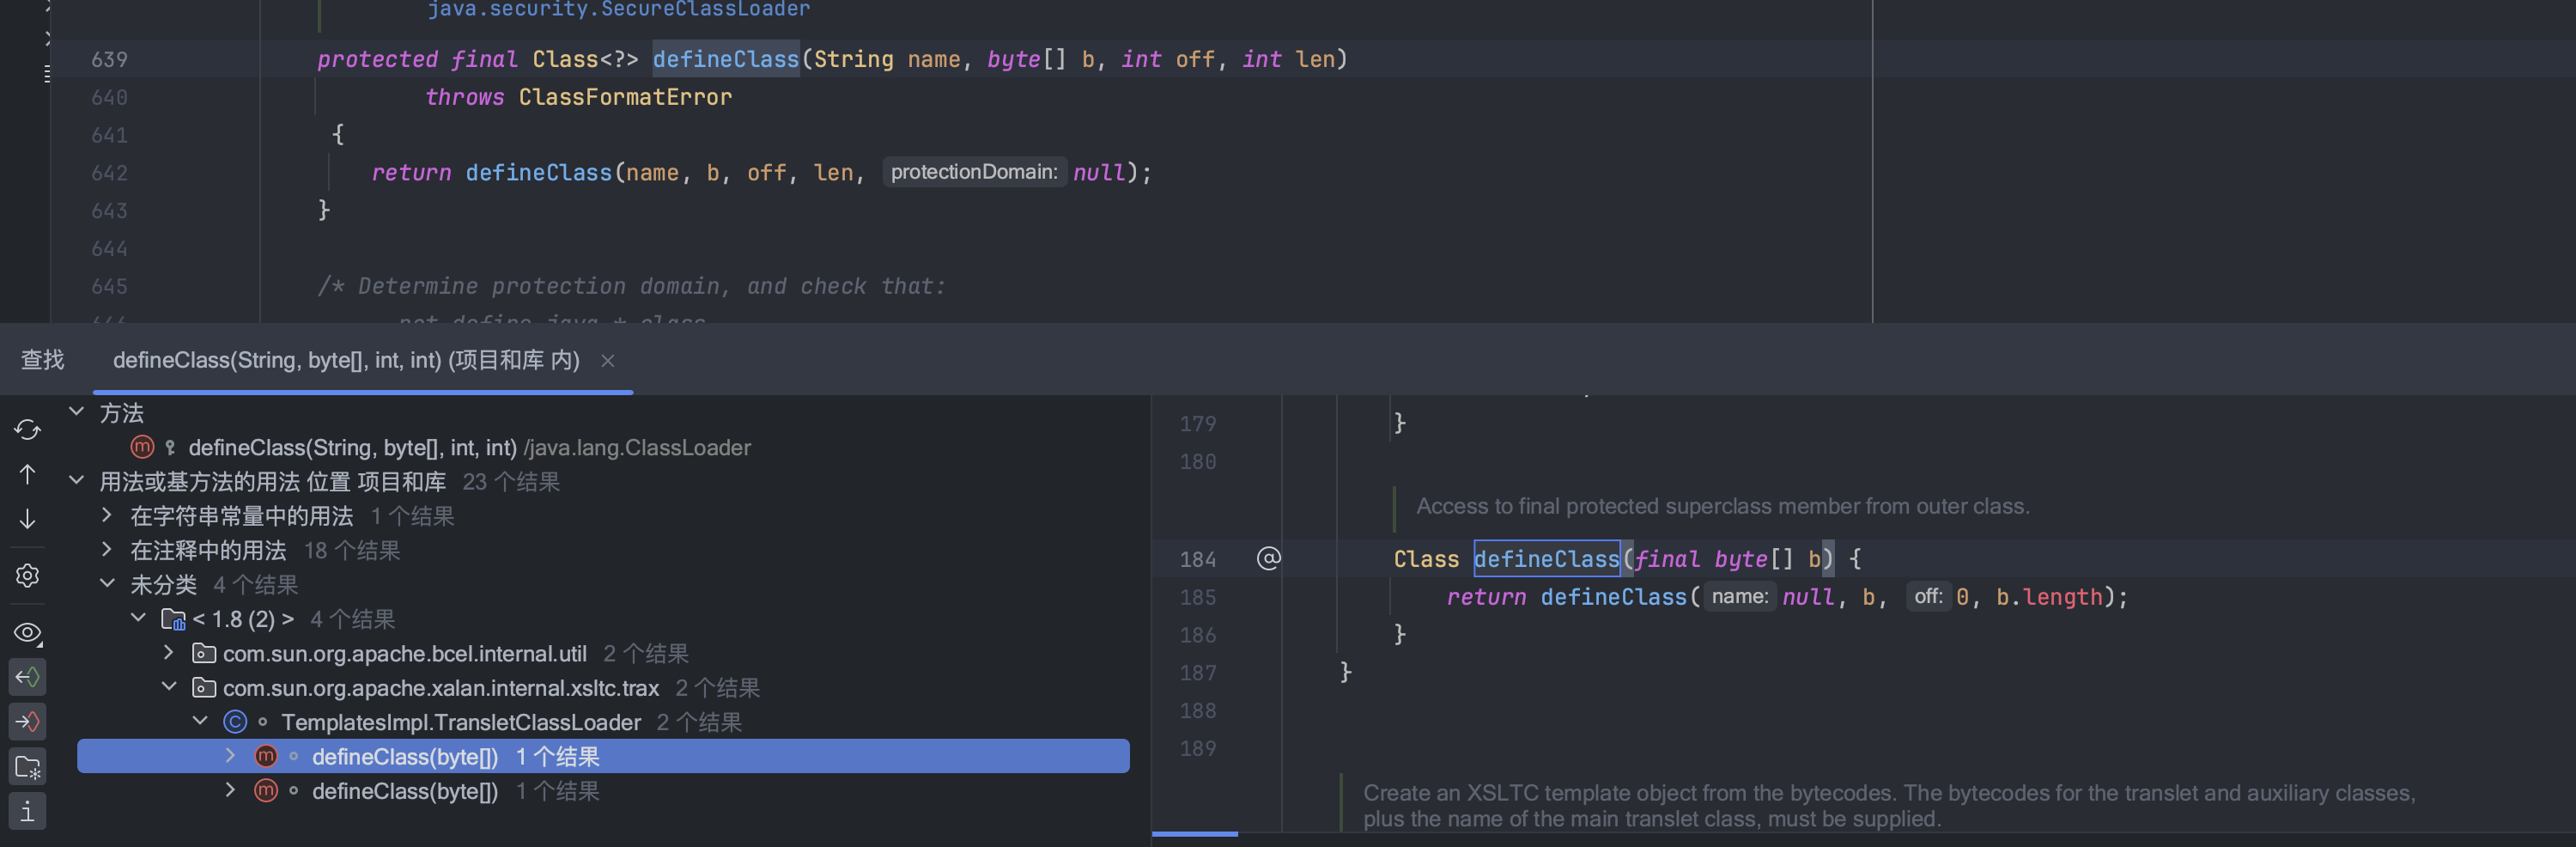 java.security.SecureClassLoader
639 protected final Class<?> defineClass(String name, byte[] b, int off, int len)
640 throws ClassFormatError
641 {
642 return defineClass(name, b, off, len, protectionDomain: null);
643 }
644
645 /* Determine protection domain, and check that:
646 not define java.* class
查找 defineClass(String, byte[], int, int) (项目和库 内) ×
方法
defineClass(String, byte[], int, int) /java.lang.ClassLoader
用法或基方法的用法 位置 项目和库 23 个结果
在字符串常量中的用法 1 个结果
在注释中的用法 18 个结果
未分类 4 个结果
< 1.8 (2) > 4 个结果
com.sun.org.apache.bcel.internal.util 2 个结果
com.sun.org.apache.xalan.internal.xsltc.trax 2 个结果
TemplatesImpl.TransletClassLoader 2 个结果
defineClass(byte[]) 1 个结果
defineClass(byte[]) 1 个结果
179 }
180
Access to final protected superclass member from outer class.
184 @ Class defineClass(final byte[] b) {
185 return defineClass( name: null, b, off: 0, b.length);
186 }
187 }
188
189
Create an XSLTC template object from the bytecodes. The bytecodes for the translet and auxiliary classes,
plus the name of the main translet class, must be supplied.